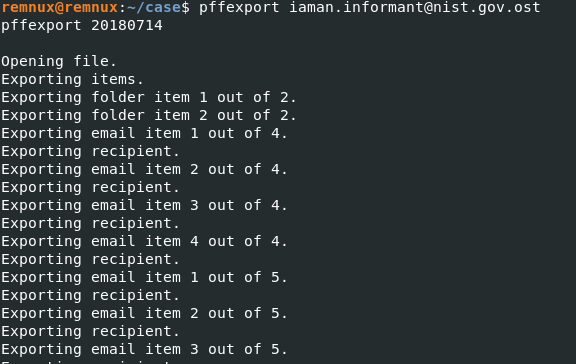 remnux@remnux:~/case$ pffexport iaman.informant@nist.gov.ost
pffexport 20180714
Opening file.
Exporting items.
Exporting folder item 1 out of 2.
Exporting folder item 2 out of 2.
Exporting email item 1 out of 4.
Exporting recipient.
Exporting email item 2 out of 4.
Exporting recipient.
Exporting email item 3 out of 4.
Exporting recipient.
Exporting email item 4 out of 4.
Exporting recipient.
Exporting email item 1 out of 5.
Exporting recipient.
Exporting email item 2 out of 5.
Exporting recipient.
Exporting email item 3 out of 5.